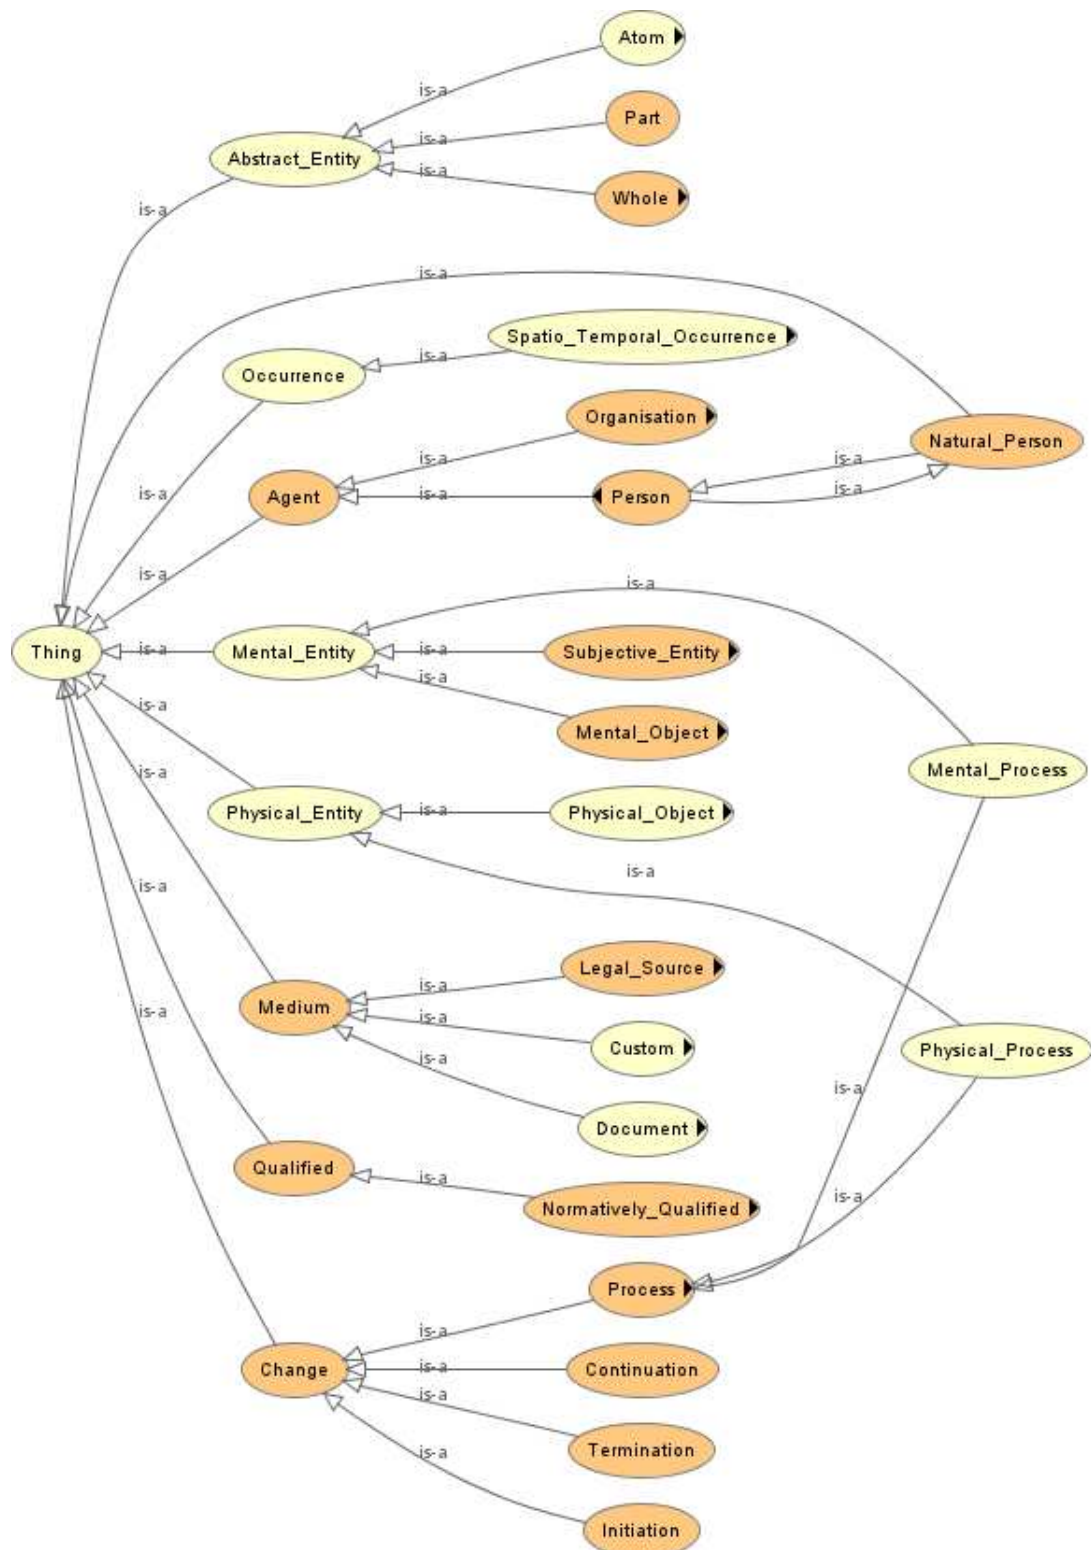 Atom
is-a
Part
is-a
Abstract_Entity
Whole
is-a
is-a
is-a
Spatio_Temporal_Occurrence
is-a
Occurrence
Organisation
Natural_Person
is-a
is-a
is-a
Agent
is-a
Person
is-a
is-a
is-a
Thing
is-a
Mental_Entity
is-a
Subjective_Entity
is-a
is-a
Mental_Object
is-a
Mental_Process
Physical_Entity
is-a
Physical_Object
is-a
is-a
Legal_Source
is-a
Medium
is-a
is-a
Custom
Physical_Process
is-a
is-a
Document
Qualified
is-a
is-a
Normatively_Qualified
Process
is-a
Change
is-a
Continuation
is-a
Termination
is-a
Initiation